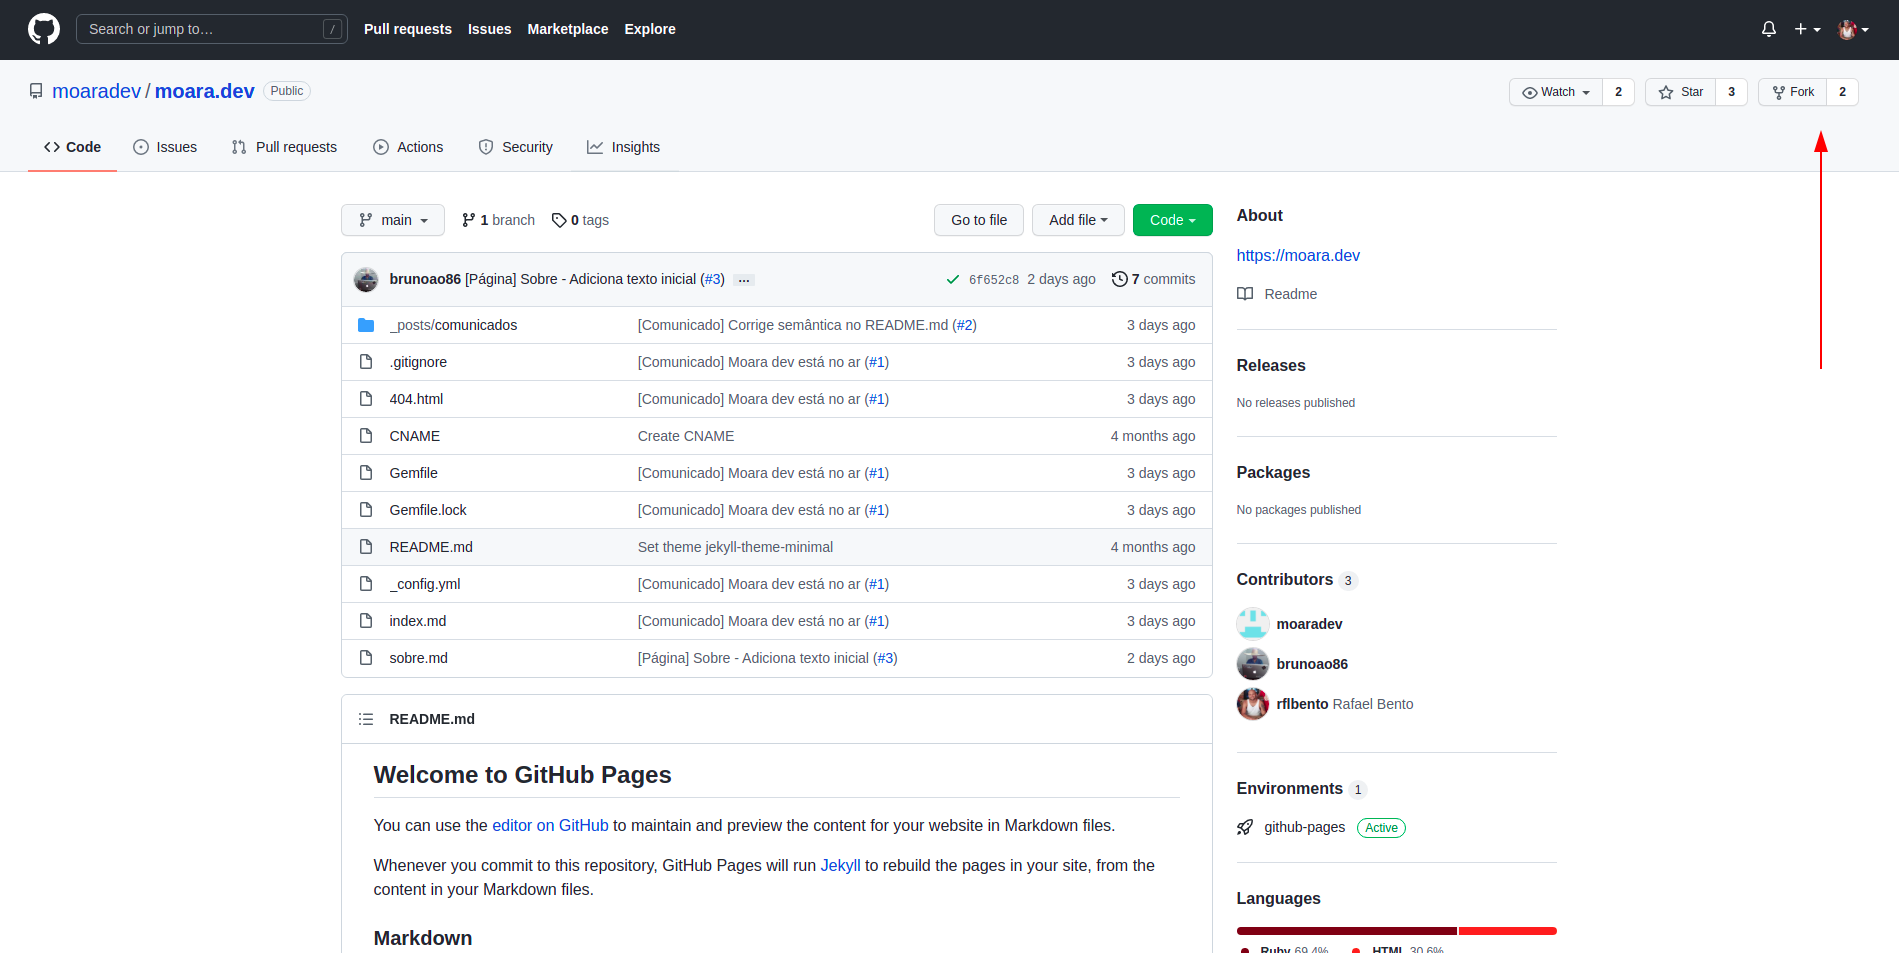 Search or jump to… /
Pull requests Issues Marketplace Explore
moaradev / moara.dev Public
Watch 2 Star 3 Fork 2
Code Issues Pull requests Actions Security Insights
main 1 branch 0 tags Go to file Add file Code
brunoao86 [Página] Sobre - Adiciona texto inicial (#3) … 6f652c8 2 days ago 7 commits
_posts/comunicados [Comunicado] Corrige semântica no README.md (#2) 3 days ago
.gitignore [Comunicado] Moara dev está no ar (#1) 3 days ago
404.html [Comunicado] Moara dev está no ar (#1) 3 days ago
CNAME Create CNAME 4 months ago
Gemfile [Comunicado] Moara dev está no ar (#1) 3 days ago
Gemfile.lock [Comunicado] Moara dev está no ar (#1) 3 days ago
README.md Set theme jekyll-theme-minimal 4 months ago
_config.yml [Comunicado] Moara dev está no ar (#1) 3 days ago
index.md [Comunicado] Moara dev está no ar (#1) 3 days ago
sobre.md [Página] Sobre - Adiciona texto inicial (#3) 2 days ago
README.md
Welcome to GitHub Pages
You can use the editor on GitHub to maintain and preview the content for your website in Markdown files.
Whenever you commit to this repository, GitHub Pages will run Jekyll to rebuild the pages in your site, from the
content in your Markdown files.
Markdown
About
https://moara.dev
Readme
Releases
No releases published
Packages
No packages published
Contributors 3
moaradev
brunoao86
rflbento Rafael Bento
Environments 1
github-pages Active
Languages
Ruby 69.4% HTML 30.6%